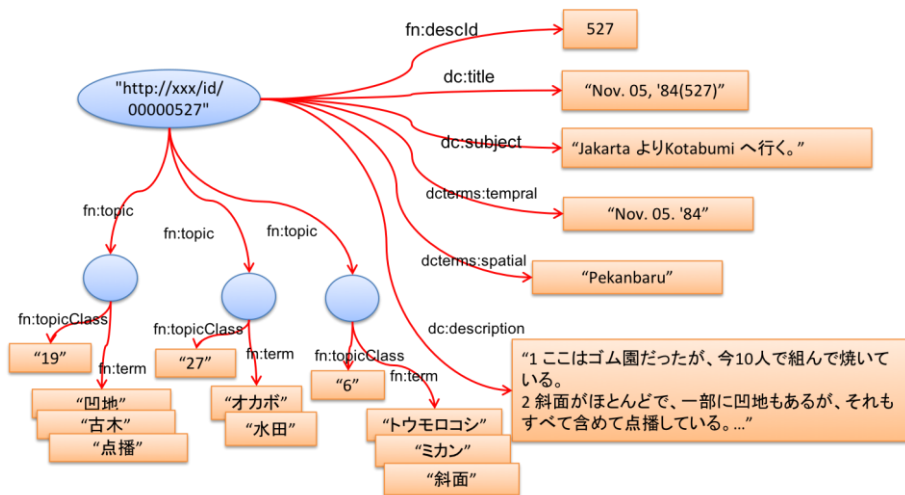 fn:descId
527
"http://xxx/id/
00000527"
dc:title
“Nov. 05, '84(527)”
dc:subject
“Jakarta よりKotabumi へ行く。”
dcterms:tempral
“Nov. 05. '84”
fn:topic
fn:topic
fn:topic
dcterms:spatial
“Pekanbaru”
fn:topicClass
fn:topicClass
fn:topicClass
dc:description
“19”
fn:term
“27”
fn:term
“6”
fn:term
“凹地”
“古木”
“点播”
“オカボ”
“水田”
“トウモロコシ”
“ミカン”
“斜面”
“1 ここはゴム園だったが、今10人で組んで焼いて
いる。
2 斜面がほとんどで、一部に凹地もあるが、それも
すべて含めて点播している。...”